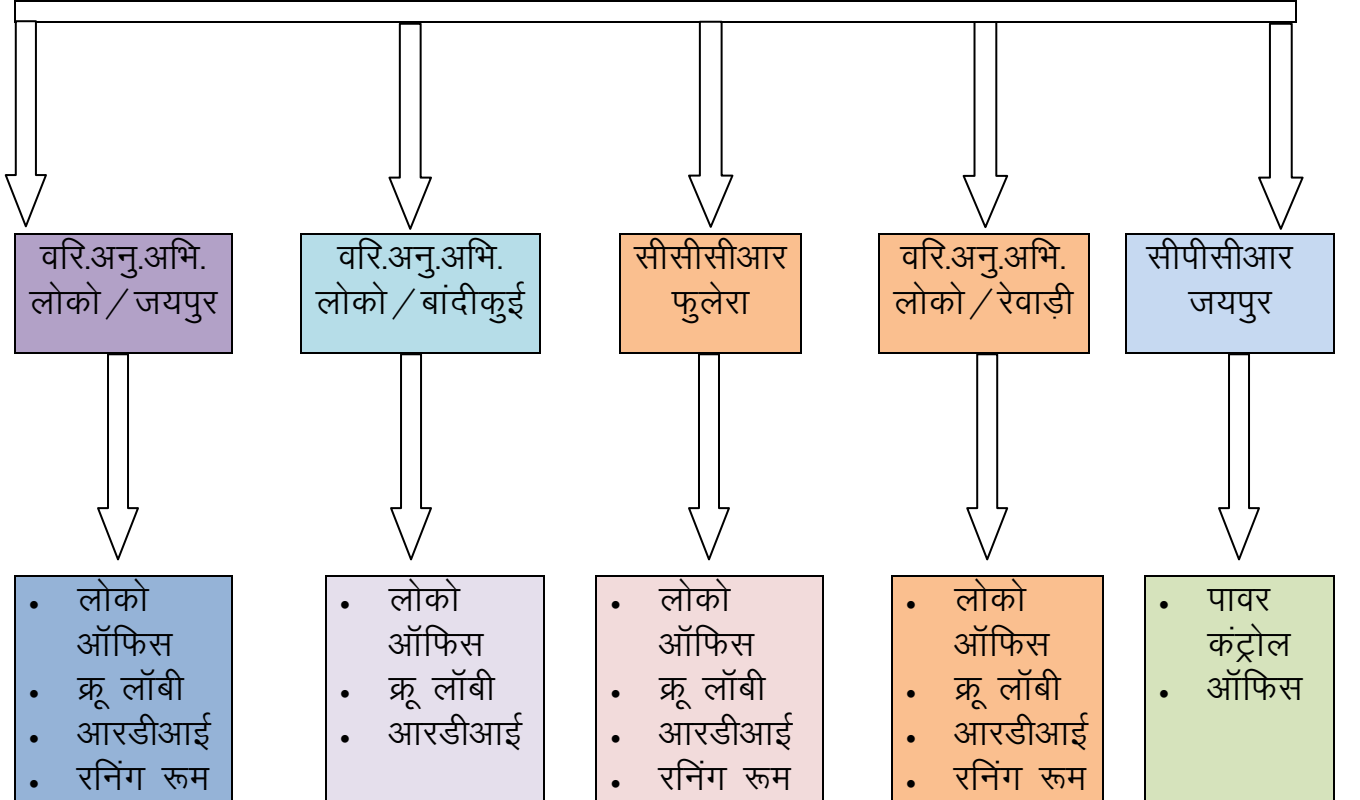 वरि.अनु.अभि.
लोको / जयपुर
वरि.अनु.अभि.
लोको / बांदीकुई
सीसीसीआर
फुलेरा
वरि.अनु.अभि.
लोको / रेवाड़ी
सीपीसीआर
जयपुर
• लोको
ऑफिस
• क्रू लॉबी
• आरडीआई
• रनिंग रूम
• लोको
ऑफिस
• क्रू लॉबी
• आरडीआई
• लोको
ऑफिस
• क्रू लॉबी
• आरडीआई
• रनिंग रूम
• लोको
ऑफिस
• क्रू लॉबी
• आरडीआई
• रनिंग रूम
• पावर
कंट्रोल
• ऑफिस